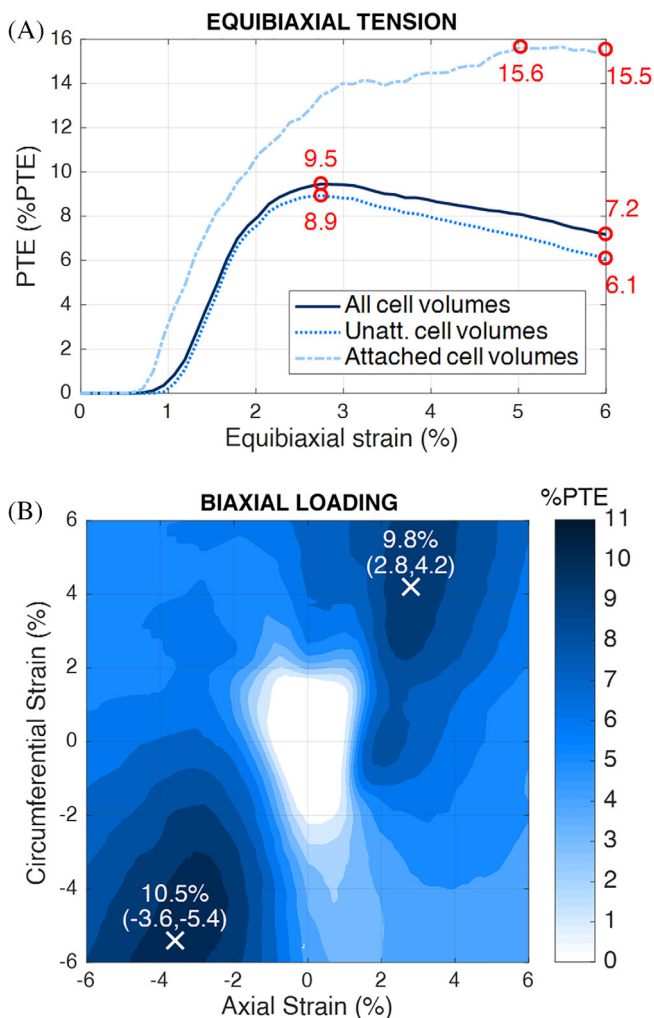 (A)
EQUIBIAXIAL TENSION
PTE (%PTE)
16
14
12
10
8
6
4
2
0
15.6
15.5
9.5
8.9
7.2
6.1
All cell volumes
Unatt. cell volumes
Attached cell volumes
0 1 2 3 4 5 6
Equibiaxial strain (%)
(B)
BIAXIAL LOADING
%PTE
Circumferential Strain (%)
6
4
2
0
-2
-4
-6
9.8%
(2.8,4.2)
10.5%
(-3.6,-5.4)
-6 -4 -2 0 2 4 6
Axial Strain (%)
11
10
9
8
7
6
5
4
3
2
1
0